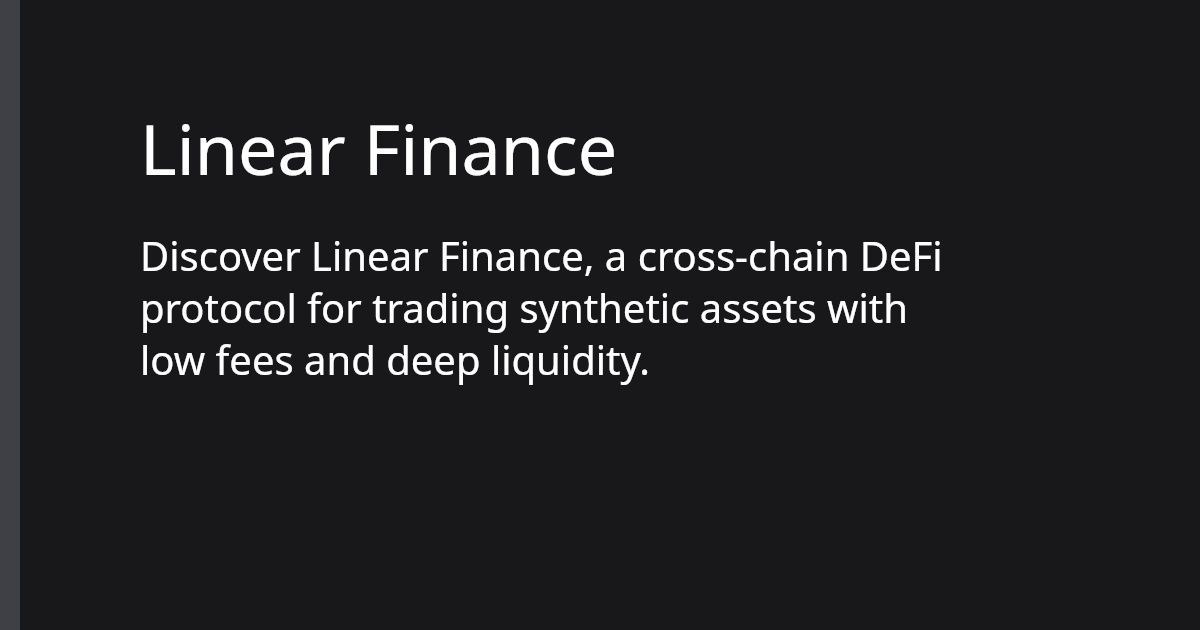 Linear Finance
Discover Linear Finance, a cross-chain DeFi
protocol for trading synthetic assets with
low fees and deep liquidity.